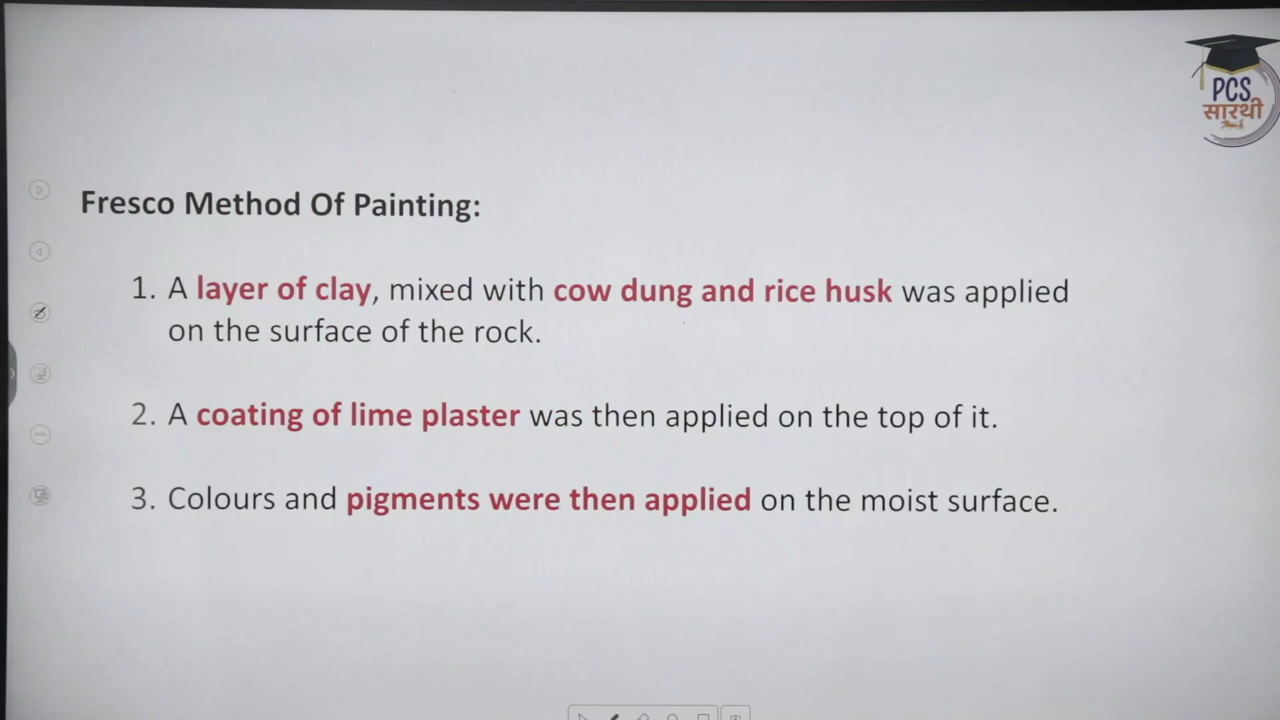 PCS
सारथी
Fresco Method Of Painting:
1. A layer of clay, mixed with cow dung and rice husk was applied
on the surface of the rock.
2. A coating of lime plaster was then applied on the top of it.
3. Colours and pigments were then applied on the moist surface.